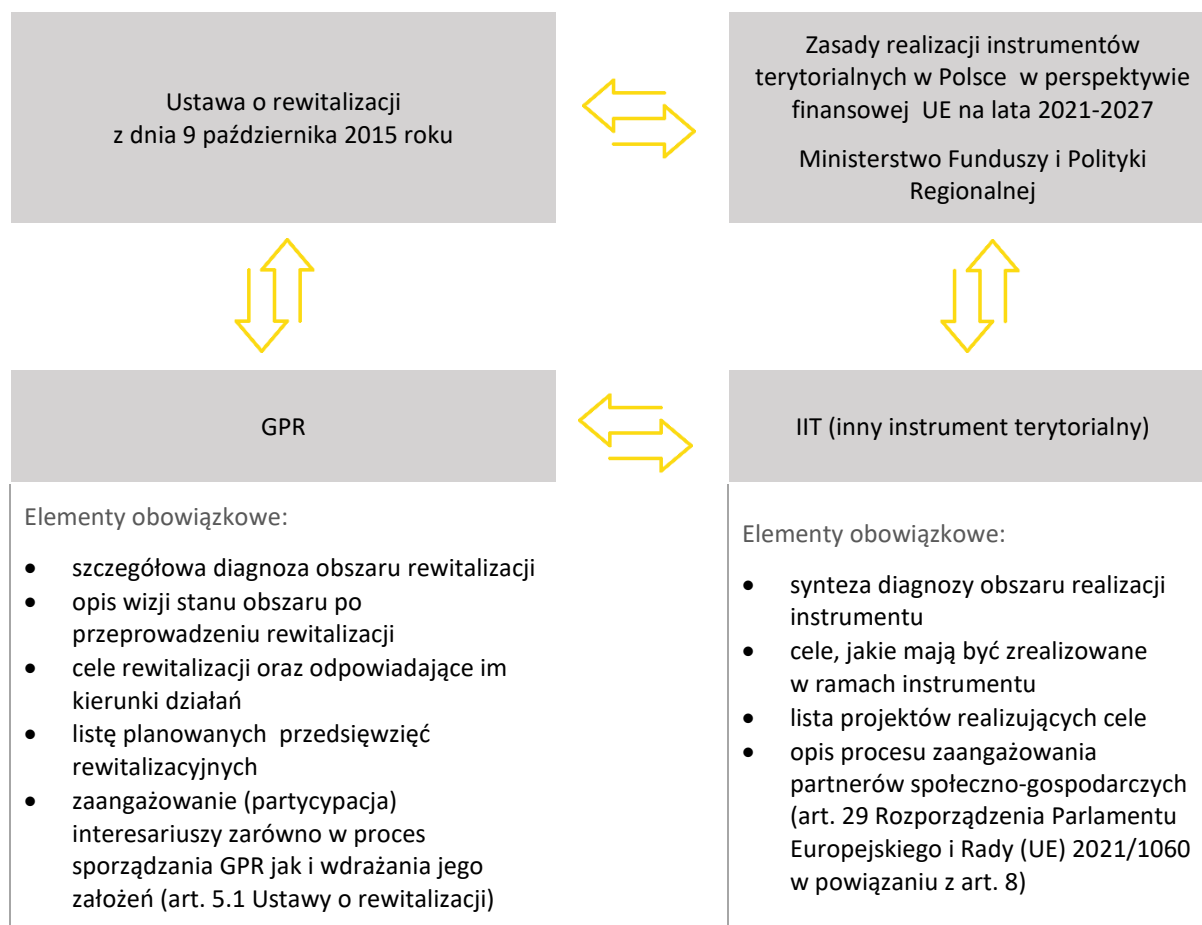 Ustawa o rewitalizacji
z dnia 9 października 2015 roku
Zasady realizacji instrumentów
terytorialnych w Polsce w perspektywie
finansowej UE na lata 2021-2027
Ministerstwo Funduszy i Polityki
Regionalnej
GPR
IIT (inny instrument terytorialny)
Elementy obowiązkowe:
• szczegółowa diagnoza obszaru rewitalizacji
• opis wizji stanu obszaru po
przeprowadzeniu rewitalizacji
• cele rewitalizacji oraz odpowiadające im
kierunki działań
• listę planowanych przedsięwzięć
rewitalizacyjnych
• zaangażowanie (partycypacja)
interesariuszy zarówno w proces
sporządzania GPR jak i wdrażania jego
założeń (art. 5.1 Ustawy o rewitalizacji)
Elementy obowiązkowe:
• synteza diagnozy obszaru realizacji
instrumentu
• cele, jakie mają być zrealizowane
w ramach instrumentu
• lista projektów realizujących cele
• opis procesu zaangażowania
partnerów społeczno-gospodarczych
(art. 29 Rozporządzenia Parlamentu
Europejskiego i Rady (UE) 2021/1060
w powiązaniu z art. 8)